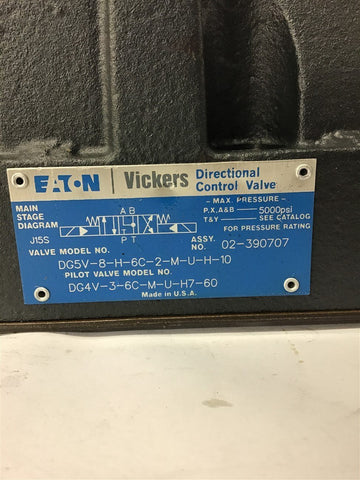 EATON Vickers Directional
Control Valve
MAIN
STAGE
DIAGRAM
A B
P T
J15S
— MAX. PRESSURE —
P,X,A&B 5000psi
T&Y SEE CATALOG
FOR PRESSURE RATING
VALVE MODEL NO.
ASSY.
NO. 02-390707
DG5V-8-H-6C-2-M-U-H-10
PILOT VALVE MODEL NO.
DG4V-3-6C-M-U-H7-60
Made in U.S.A.